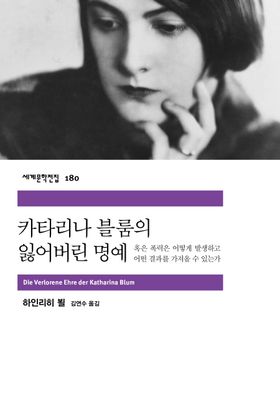 세계문학전집 180
카타리나 블룸의
잃어버린 명예
혹은 폭력은 어떻게 발생하고
어떤 결과를 가져올 수 있는가
Die Verlorene Ehre der Katharina Blum
하인리히 뵐 김연수 옮김